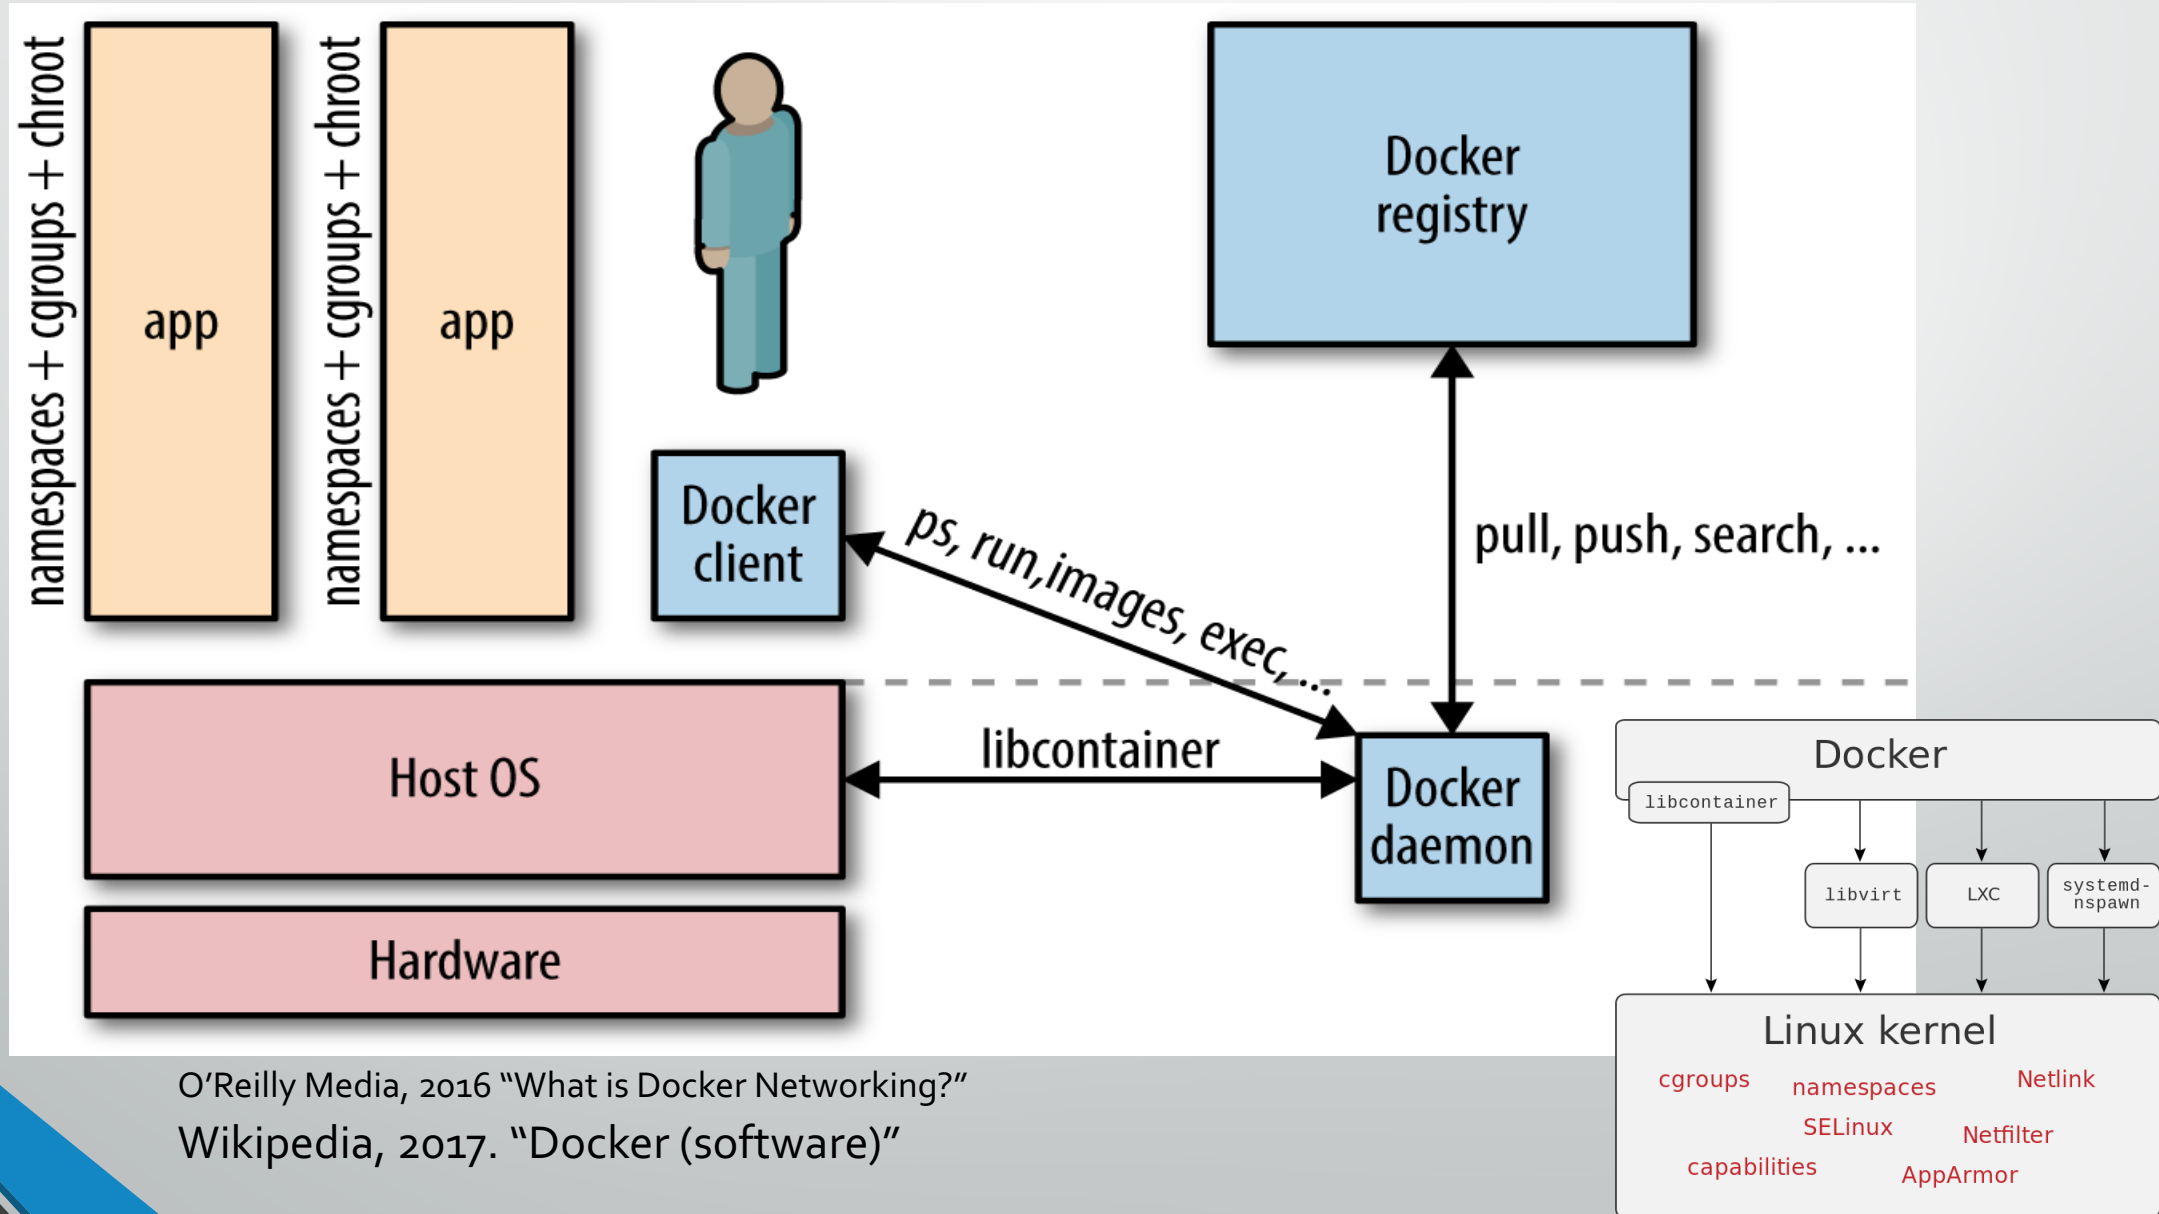 namespaces + cgroups + chroot
app
namespaces + cgroups + chroot
app
Docker
registry
Docker
client
ps, run,images, exec, ...
pull, push, search, ...
Host OS
libcontainer
Docker
daemon
Hardware
Docker
libcontainer
libvirt
LXC
systemd-
nspawn
Linux kernel
cgroups
namespaces
Netlink
SELinux
Netfilter
capabilities
AppArmor
O’Reilly Media, 2016 “What is Docker Networking?”
Wikipedia, 2017. “Docker (software)”